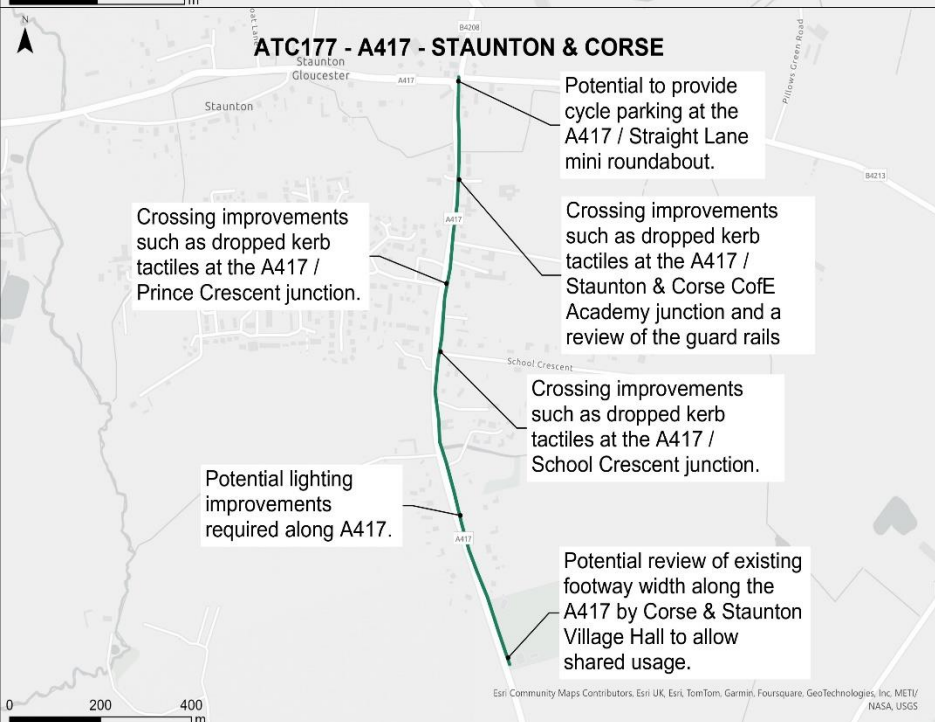 m
N
B4208
ATC177 - A417 - STAUNTON & CORSE
Staunton
Gloucester
A417
Staunton
Pillows Green Road
Potential to provide
cycle parking at the
A417 / Straight Lane
mini roundabout.
B4213
Crossing improvements
such as dropped kerb
tactiles at the A417 /
Prince Crescent junction.
A417
Crossing improvements
such as dropped kerb
tactiles at the A417 /
Staunton & Corse CofE
Academy junction and a
review of the guard rails
School Crescent
Crossing improvements
such as dropped kerb
tactiles at the A417 /
School Crescent junction.
Potential lighting
improvements
required along A417.
A417
Potential review of existing
footway width along the
A417 by Corse & Staunton
Village Hall to allow
shared usage.
Esri Community Maps Contributors, Esri UK, Esri, TomTom, Garmin, Foursquare, GeoTechnologies, Inc, METI/
NASA, USGS
0 200 400
m